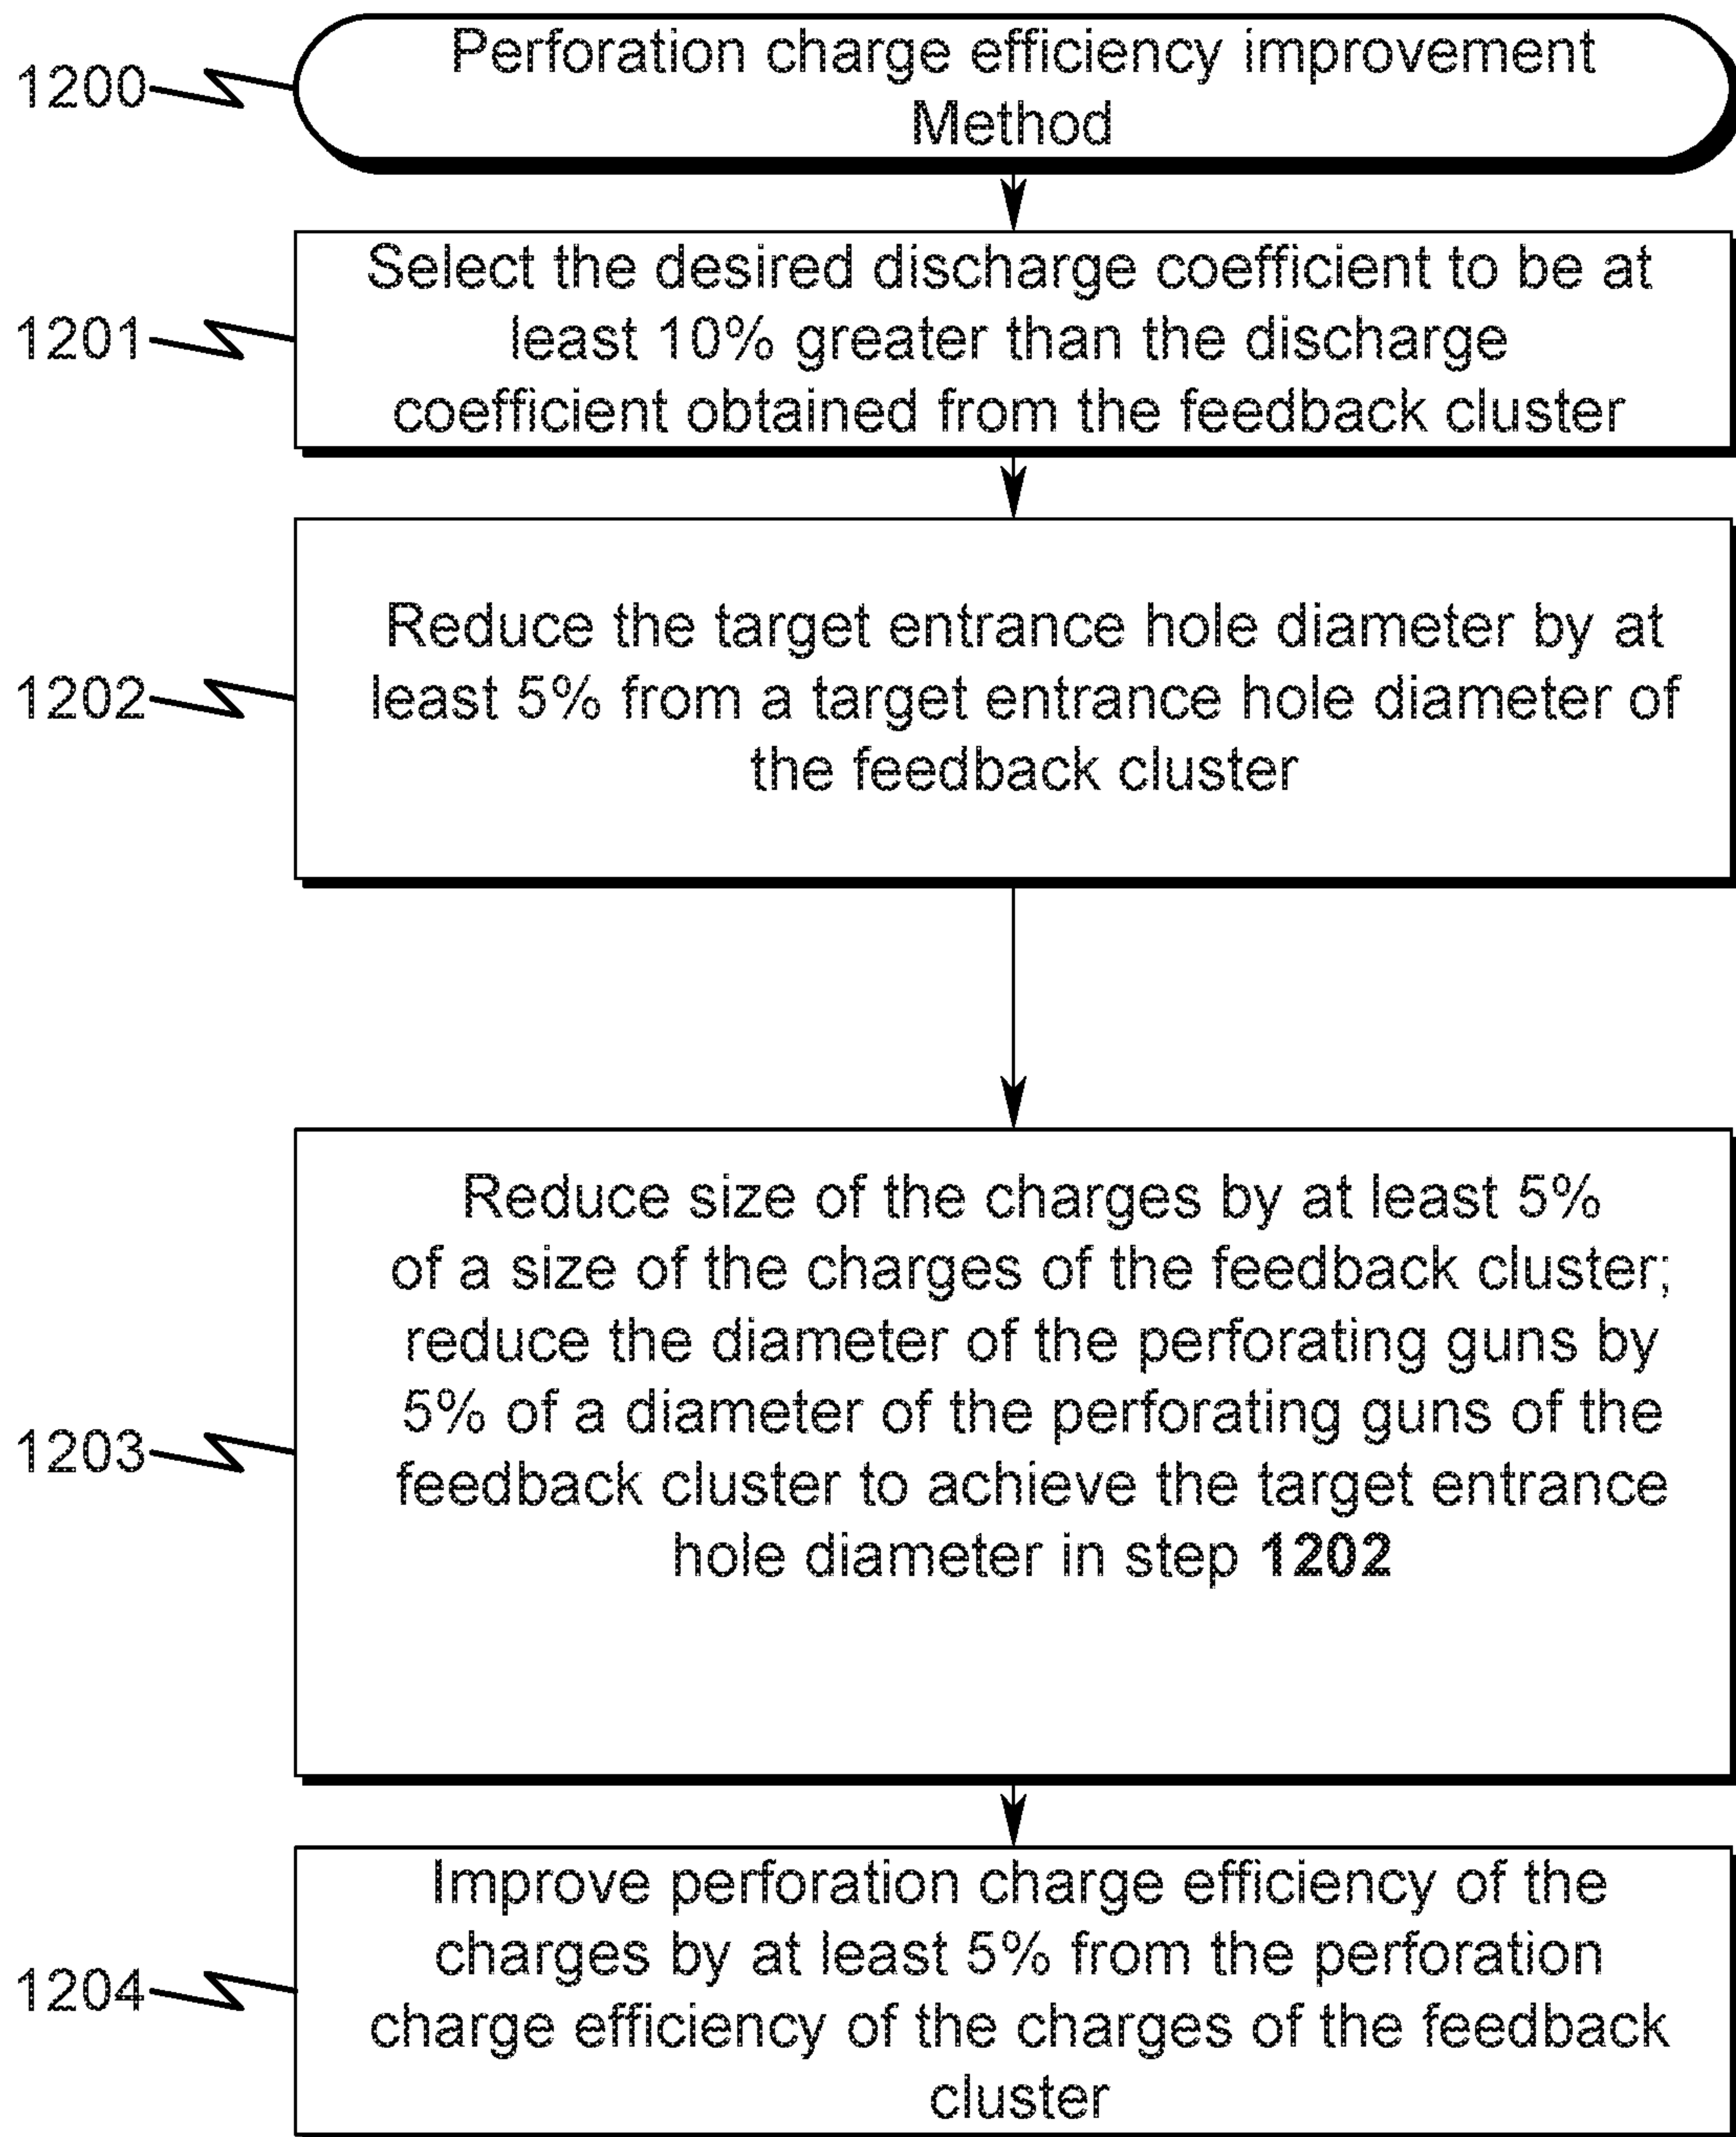 1200
Perforation charge efficiency improvement
Method
1201
Select the desired discharge coefficient to be at
least 10% greater than the discharge
coefficient obtained from the feedback cluster
1202
Reduce the target entrance hole diameter by at
least 5% from a target entrance hole diameter of
the feedback cluster
1203
Reduce size of the charges by at least 5%
of a size of the charges of the feedback cluster;
reduce the diameter of the perforating guns by
5% of a diameter of the perforating guns of the
feedback cluster to achieve the target entrance
hole diameter in step 1202
1204
Improve perforation charge efficiency of the
charges by at least 5% from the perforation
charge efficiency of the charges of the feedback
cluster